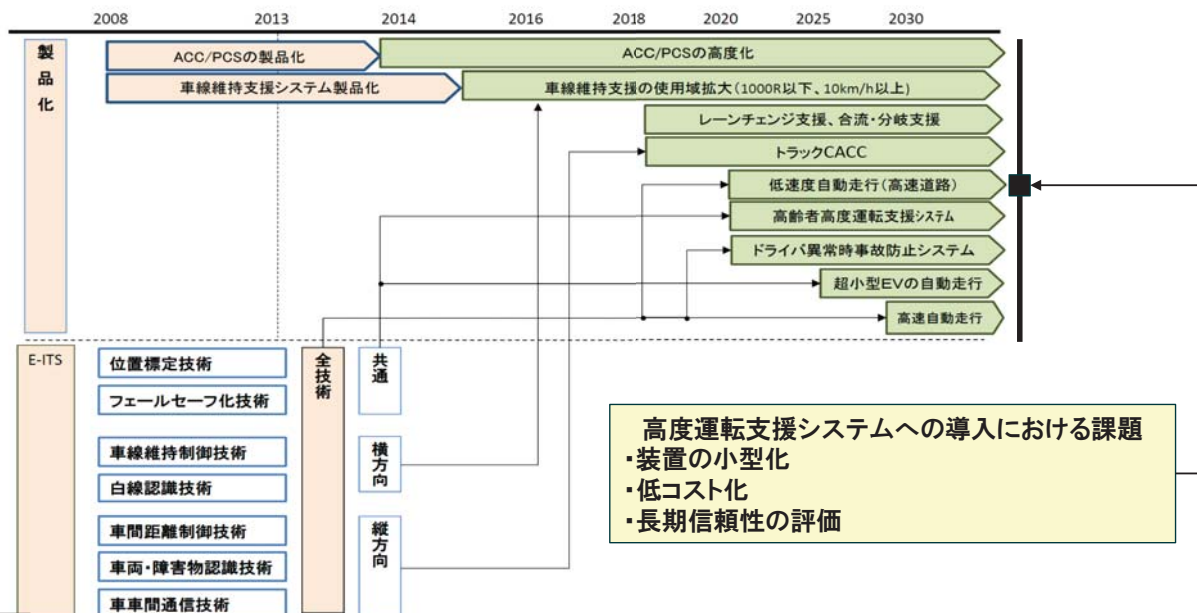 2008 2013 2014 2016 2018 2020 2025 2030
製品化
ACC/PCSの製品化
ACC/PCSの高度化
車線維持支援システム製品化
車線維持支援の使用域拡大(1000R以下、10km/h以上)
レーンチェンジ支援、合流・分岐支援
トラックCACC
低速度自動走行(高速道路)
高齢者高度運転支援システム
ドライバ異常時事故防止システム
超小型EVの自動走行
高速自動走行
E-ITS
位置標定技術
フェールセーフ化技術
車線維持制御技術
白線認識技術
車間距離制御技術
車両・障害物認識技術
車車間通信技術
全技術
共通
横方向
縦方向
高度運転支援システムへの導入における課題
・装置の小型化
・低コスト化
・長期信頼性の評価